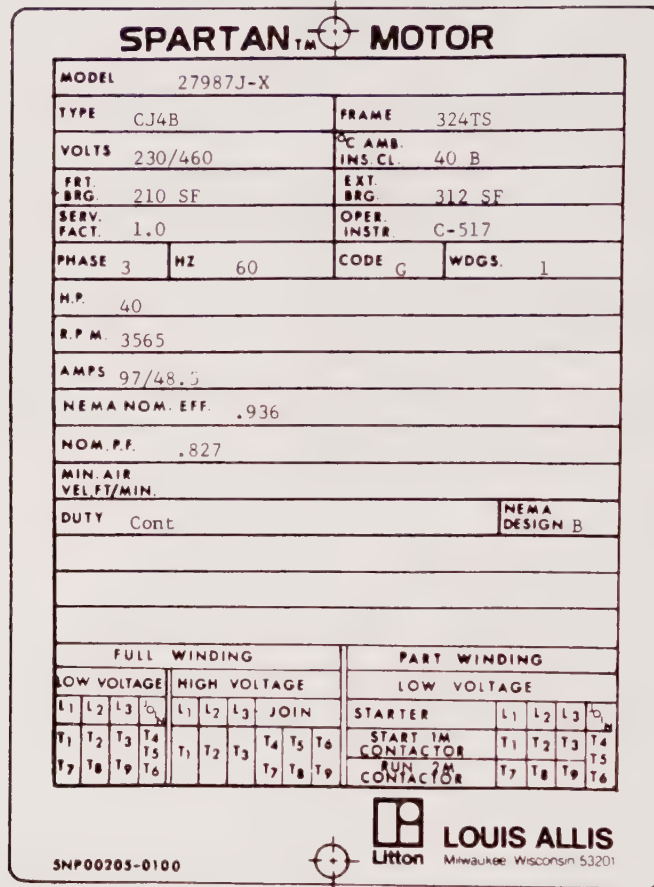 SPARTAN TM MOTOR
MODEL 27987J-X
TYPE CJ4B FRAME 324TS
VOLTS 230/460 °C AMB. INS. CL. 40 B
FRT. BRG. 210 SF EXT. BRG. 312 SF
SERV. FACT. 1.0 OPER. INSTR. C-517
PHASE 3 HZ 60 CODE G WDGS. 1
H.P. 40
R.P.M. 3565
AMPS 97/48.5
NEMA NOM. EFF. .936
NOM. P.F. .827
MIN. AIR
VEL. FT/MIN.
DUTY Cont NEMA DESIGN B
FULL WINDING PART WINDING
LOW VOLTAGE HIGH VOLTAGE LOW VOLTAGE
L1 L2 L3 L1 L2 L3 JOIN STARTER L1 L2 L3
T1 T2 T3 T4 T1 T2 T3 T4 T5 T6 START 1M CONTACTOR T1 T2 T3 T4
T5 T5
T7 T8 T9 T6 T7 T8 T9 RUN 2M CONTACTOR T7 T8 T9 T6
Litton LOUIS ALLIS
Milwaukee Wisconsin 53201
5NP00205-0100